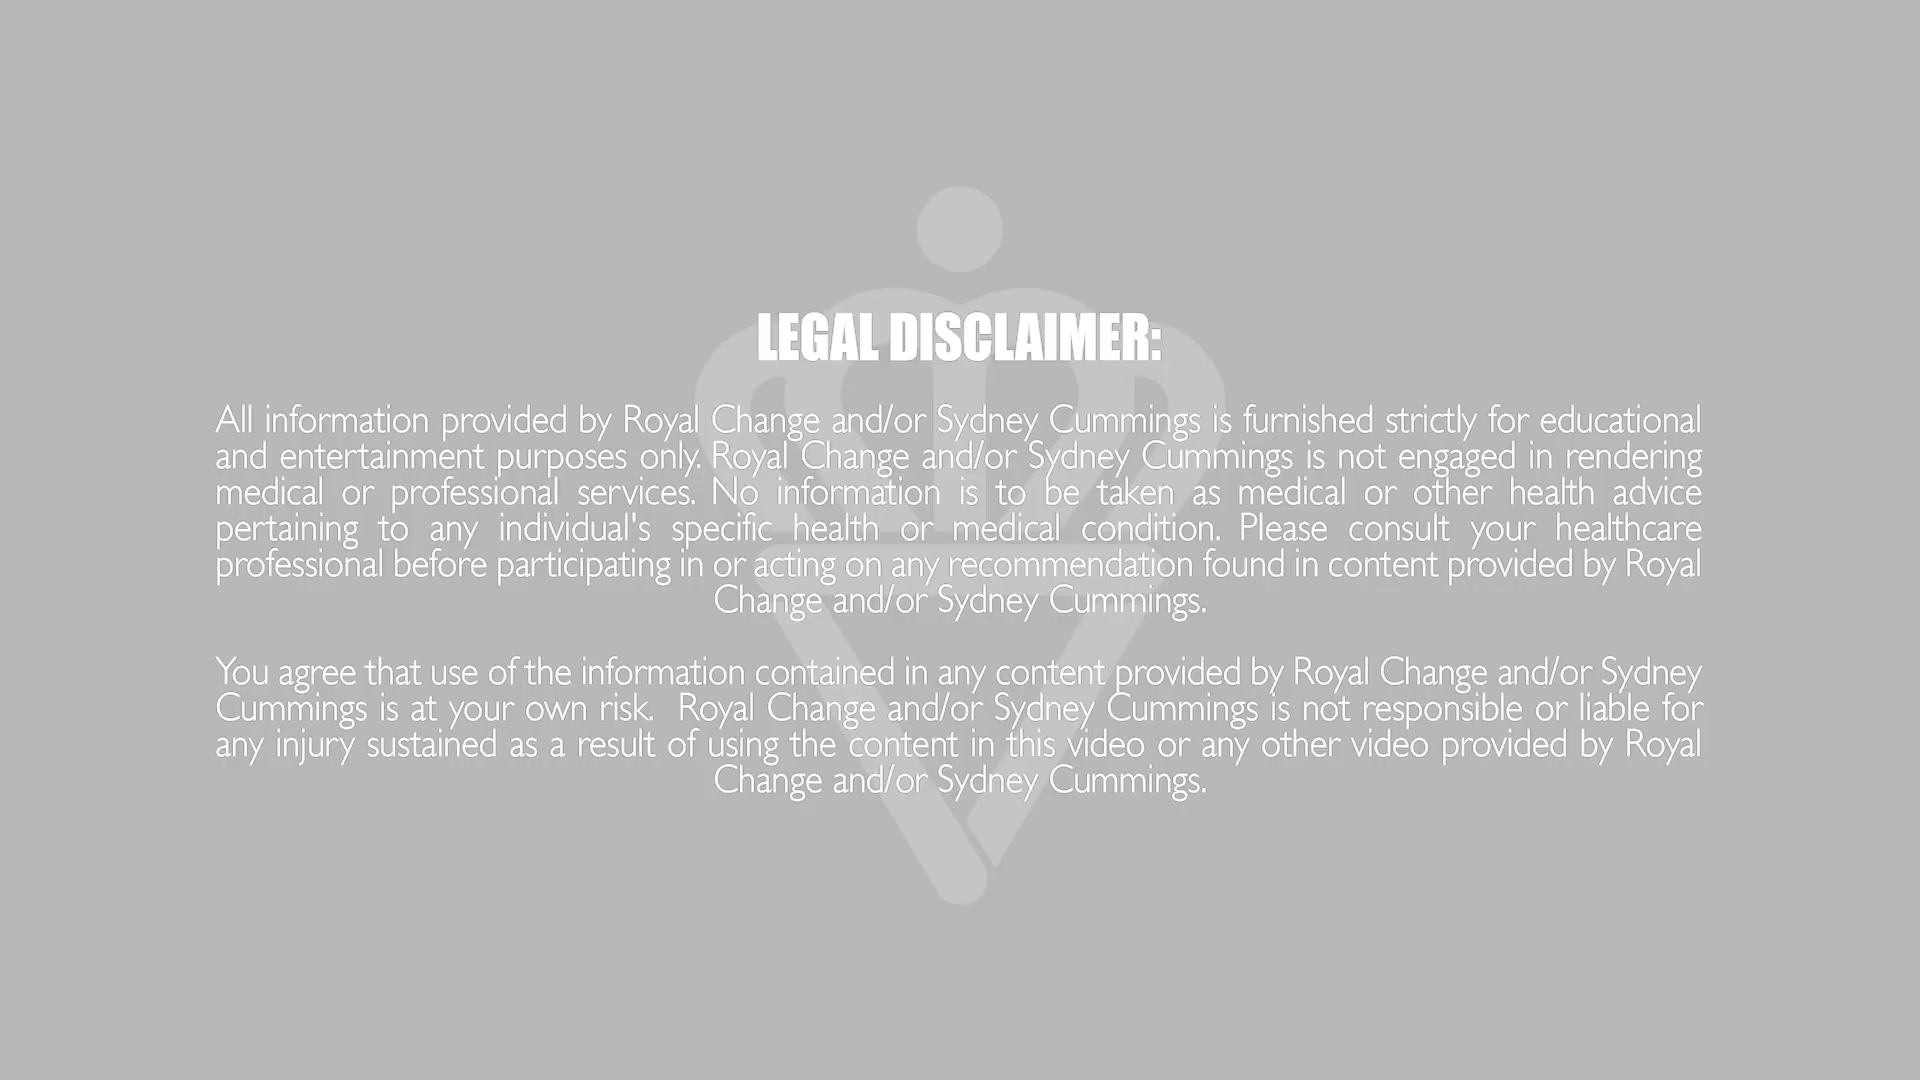 LEGAL DISCLAIMER:
All information provided by Royal Change and/or Sydney Cummings is furnished strictly for educational
and entertainment purposes only. Royal Change and/or Sydney Cummings is not engaged in rendering
medical or professional services. No information is to be taken as medical or other health advice
pertaining to any individual's specific health or medical condition. Please consult your healthcare
professional before participating in or acting on any recommendation found in content provided by Royal
Change and/or Sydney Cummings.
You agree that use of the information contained in any content provided by Royal Change and/or Sydney
Cummings is at your own risk.  Royal Change and/or Sydney Cummings is not responsible or liable for
any injury sustained as a result of using the content in this video or any other video provided by Royal
Change and/or Sydney Cummings.